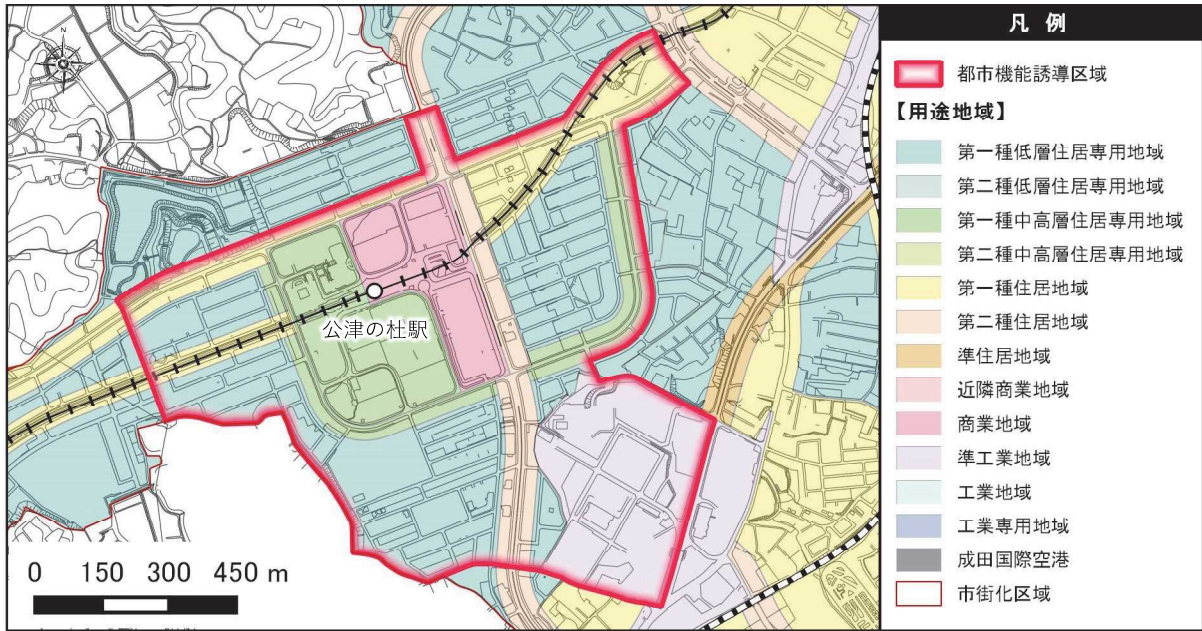 公津の杜駅
0 150 300 450 m
凡 例
都市機能誘導区域
【用途地域】
第一種低層住居専用地域
第二種低層住居専用地域
第一種中高層住居専用地域
第二種中高層住居専用地域
第一種住居地域
第二種住居地域
準住居地域
近隣商業地域
商業地域
準工業地域
工業地域
工業専用地域
成田国際空港
市街化区域